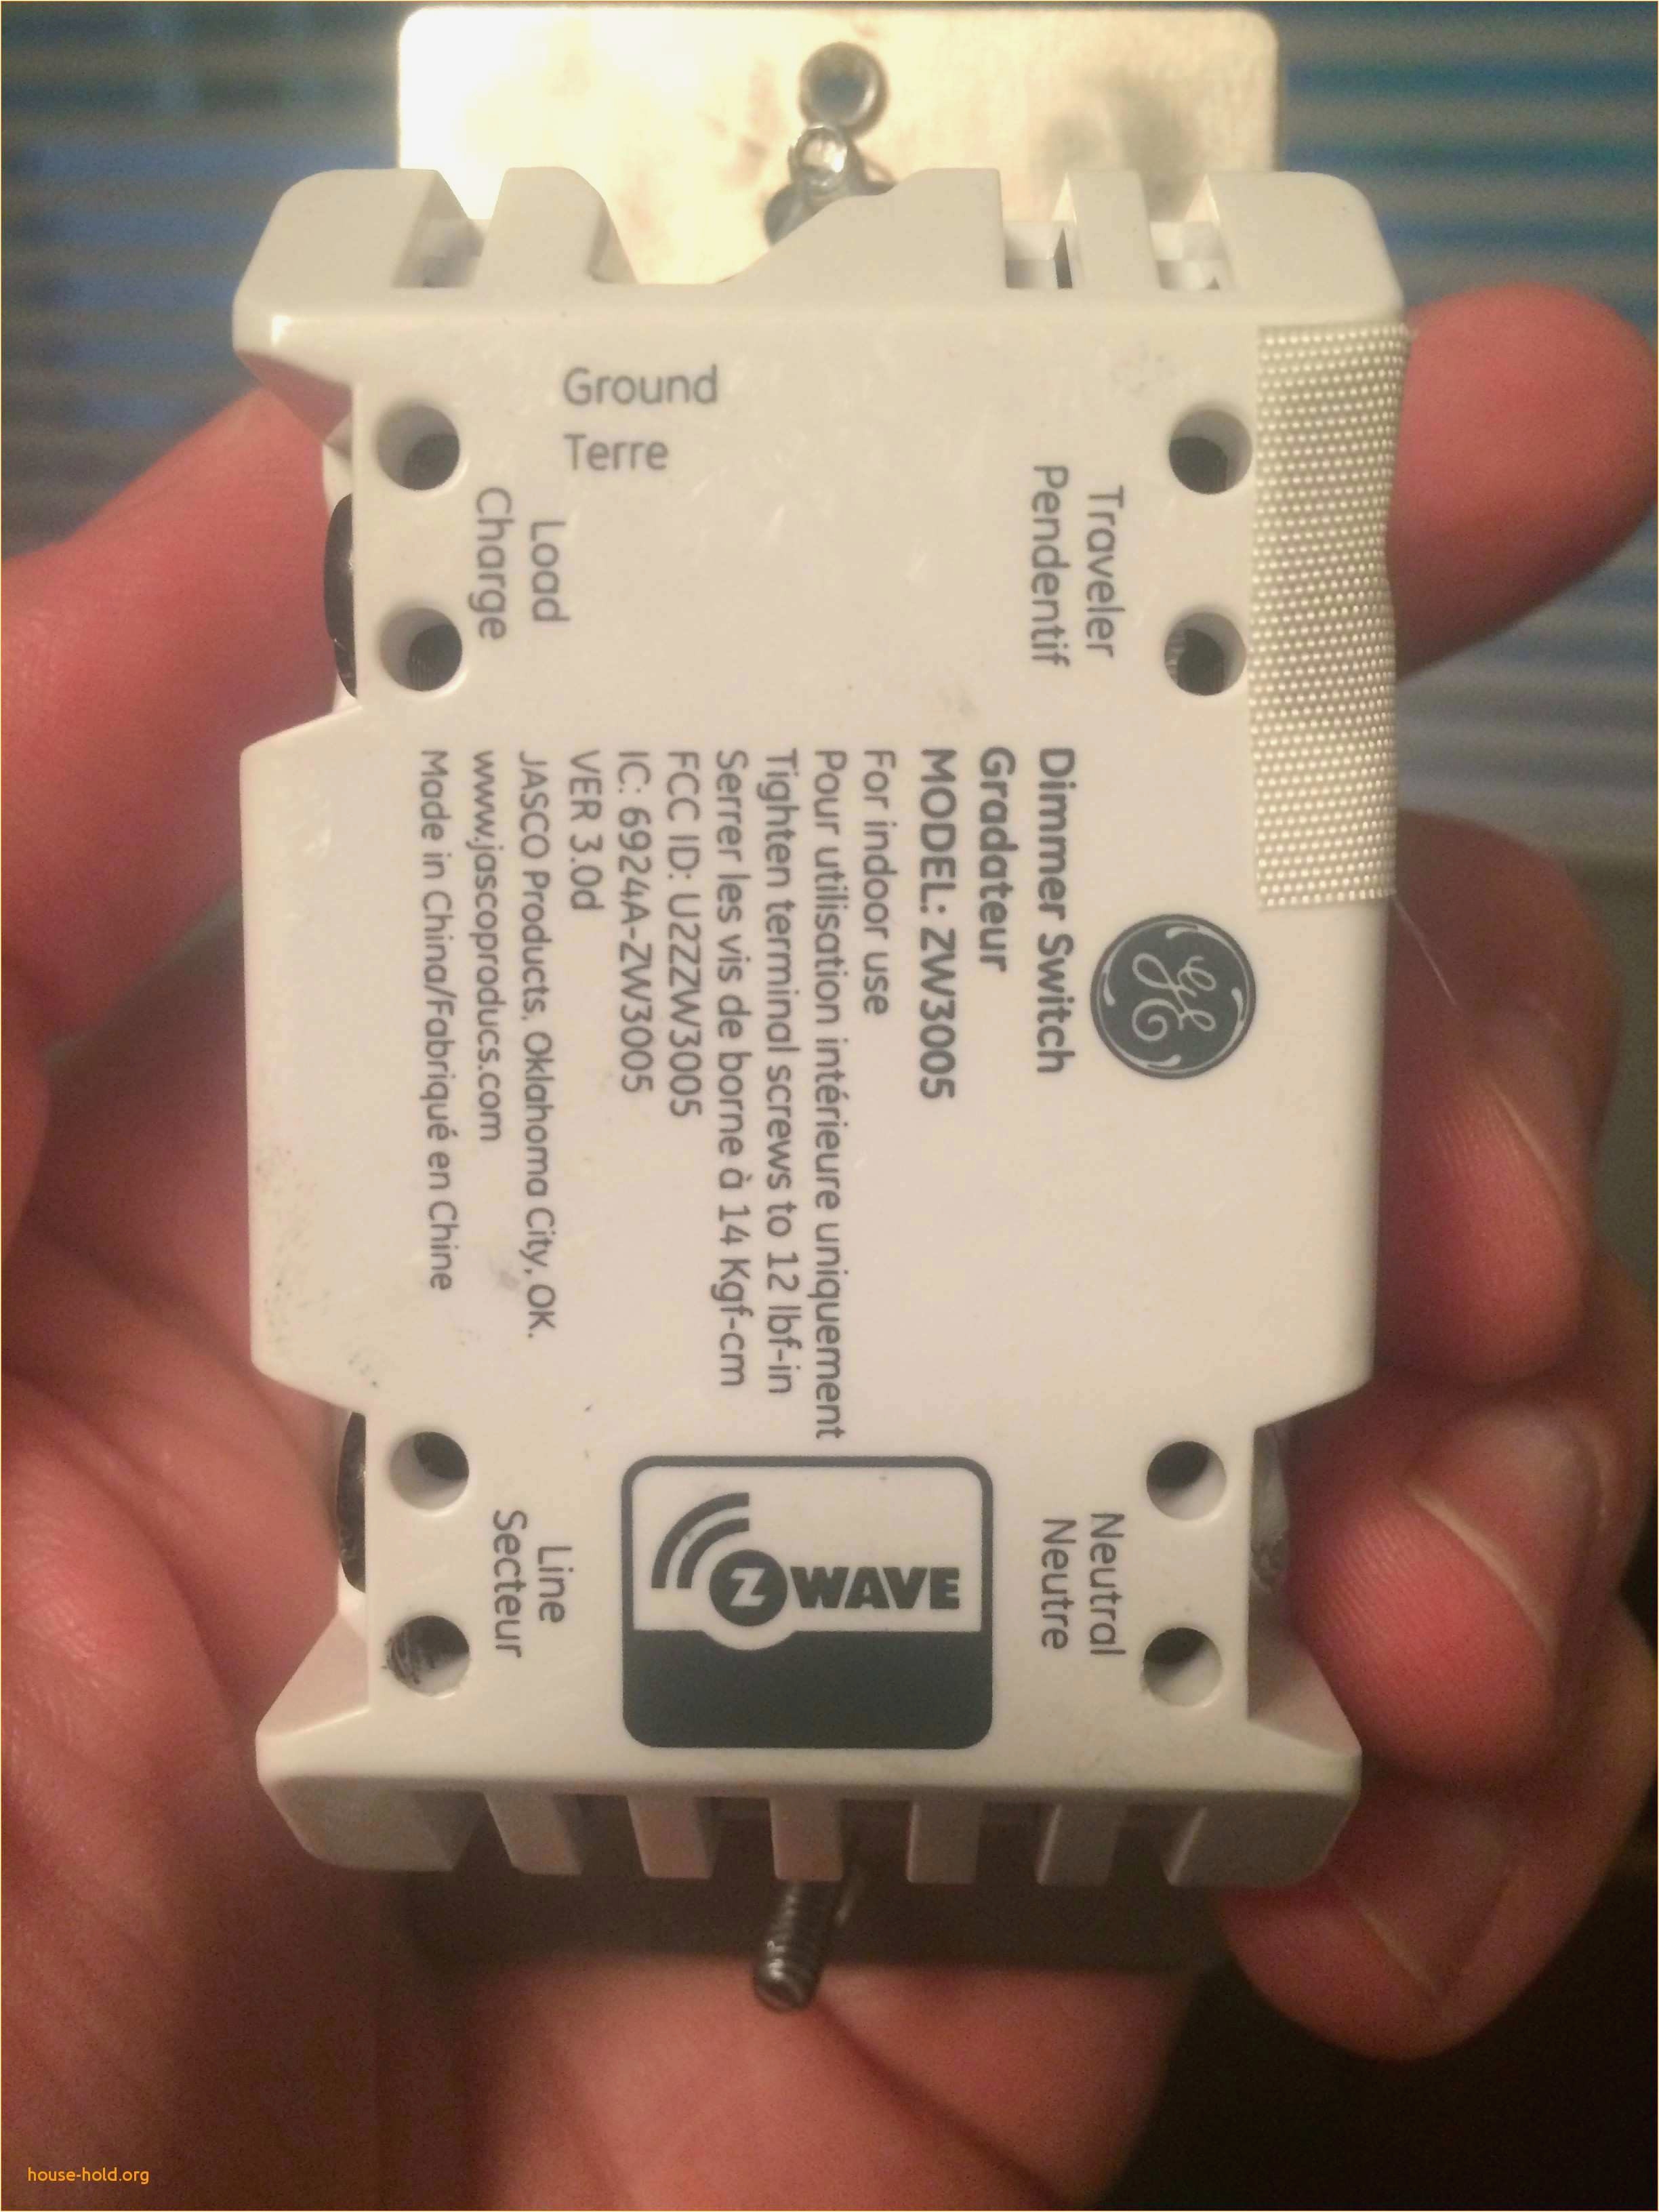 Ground
Terre
Traveler
Pendentif
Load
Charge
GE
Dimmer Switch
Gradateur
MODEL: ZW3005
For indoor use
Pour utilisation intérieure uniquement
Tighten terminal screws to 12 lbf-in
Serrer les vis de borne à 14 Kgf-cm
FCC ID: U2ZZW3005
IC: 6924A-ZW3005
VER 3.0d
JASCO Products, Oklahoma City, OK.
www.jascoproducs.com
Made in China/Fabriqué en Chine
Neutral
Neutre
Z WAVE
Line
Secteur
house-hold.org